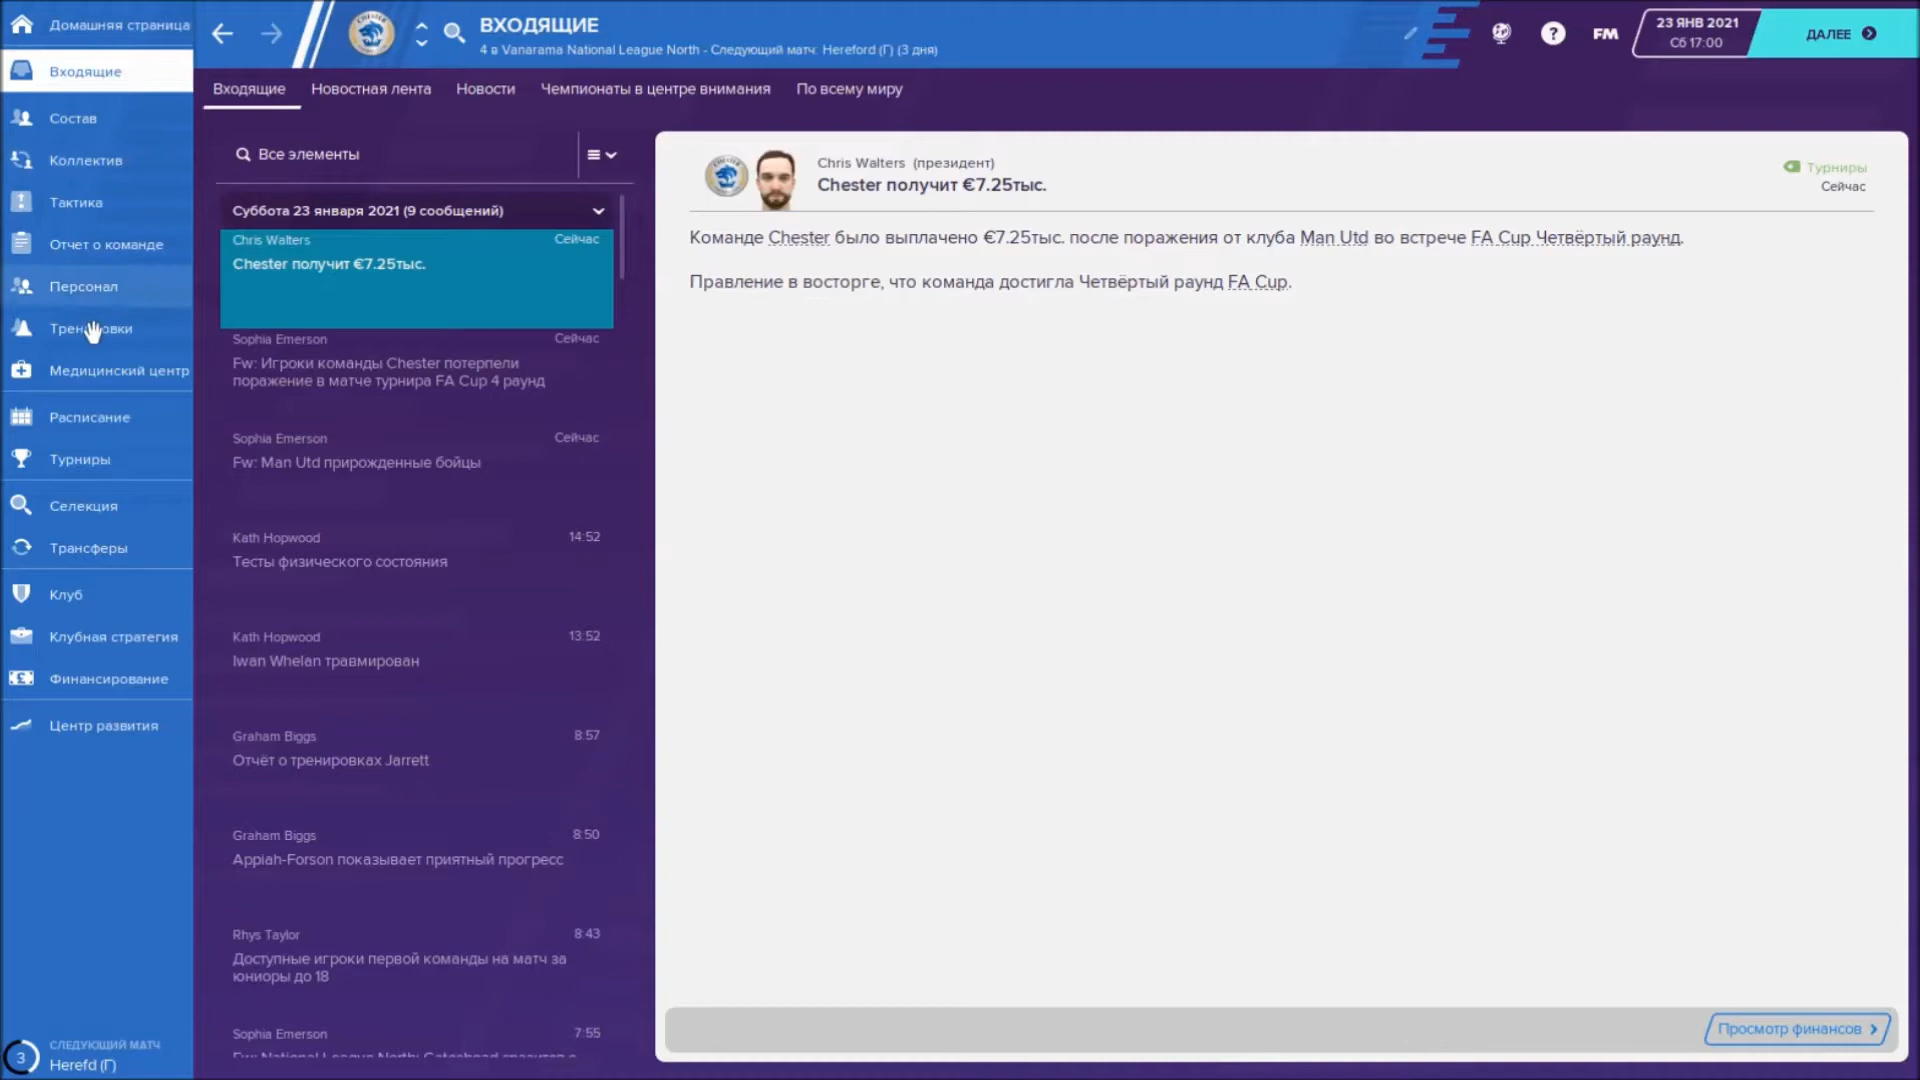 Домашняя страница
Входящие
Состав
Коллектив
Тактика
Отчет о команде
Персонал
Тренировки
Медицинский центр
Расписание
Турниры
Селекция
Трансферы
Клуб
Клубная стратегия
Финансирование
Центр развития
3
СЛЕДУЮЩИЙ МАТЧ
Herefd (Г)
ВХОДЯЩИЕ
4 в Vanarama National League North - Следующий матч: Hereford (Г) (3 дня)
FM
23 ЯНВ 2021
Сб 17:00
ДАЛЕЕ
Входящие Новостная лента Новости Чемпионаты в центре внимания По всему миру
Все элементы
Суббота 23 января 2021 (9 сообщений)
Chris Walters Сейчас
Chester получит €7.25тыс.
Sophia Emerson Сейчас
Fw: Игроки команды Chester потерпели
поражение в матче турнира FA Cup 4 раунд
Sophia Emerson Сейчас
Fw: Man Utd прирожденные бойцы
Kath Hopwood 14:52
Тесты физического состояния
Kath Hopwood 13:52
Iwan Whelan травмирован
Graham Biggs 8:57
Отчёт о тренировках Jarrett
Graham Biggs 8:50
Appiah-Forson показывает приятный прогресс
Rhys Taylor 8:43
Доступные игроки первой команды на матч за
юниоры до 18
Sophia Emerson 7:55
Fw: National League North: Gateshead
CHESTER
Chris Walters (президент)
Chester получит €7.25тыс.
Турниры
Сейчас
Команде Chester было выплачено €7.25тыс. после поражения от клуба Man Utd во встрече FA Cup Четвёртый раунд.
Правление в восторге, что команда достигла Четвёртый раунд FA Cup.
Просмотр финансов